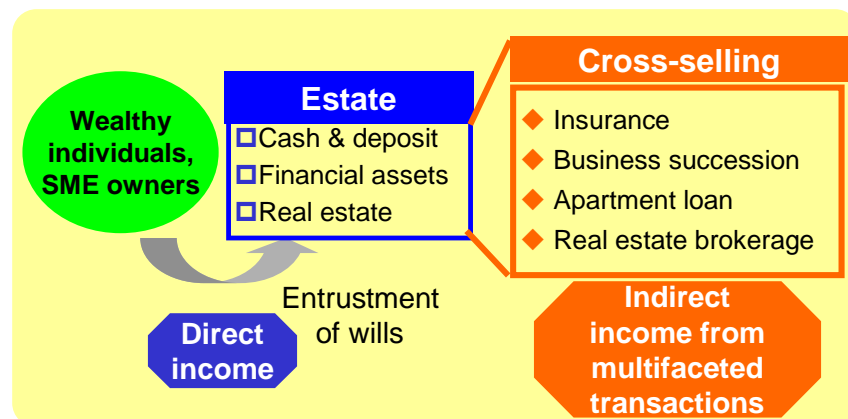 Wealthy
individuals,
SME owners
Estate
Cash & deposit
Financial assets
Real estate
Cross-selling
Insurance
Business succession
Apartment loan
Real estate brokerage
Direct
income
Entrustment
of wills
Indirect
income from
multifaceted
transactions